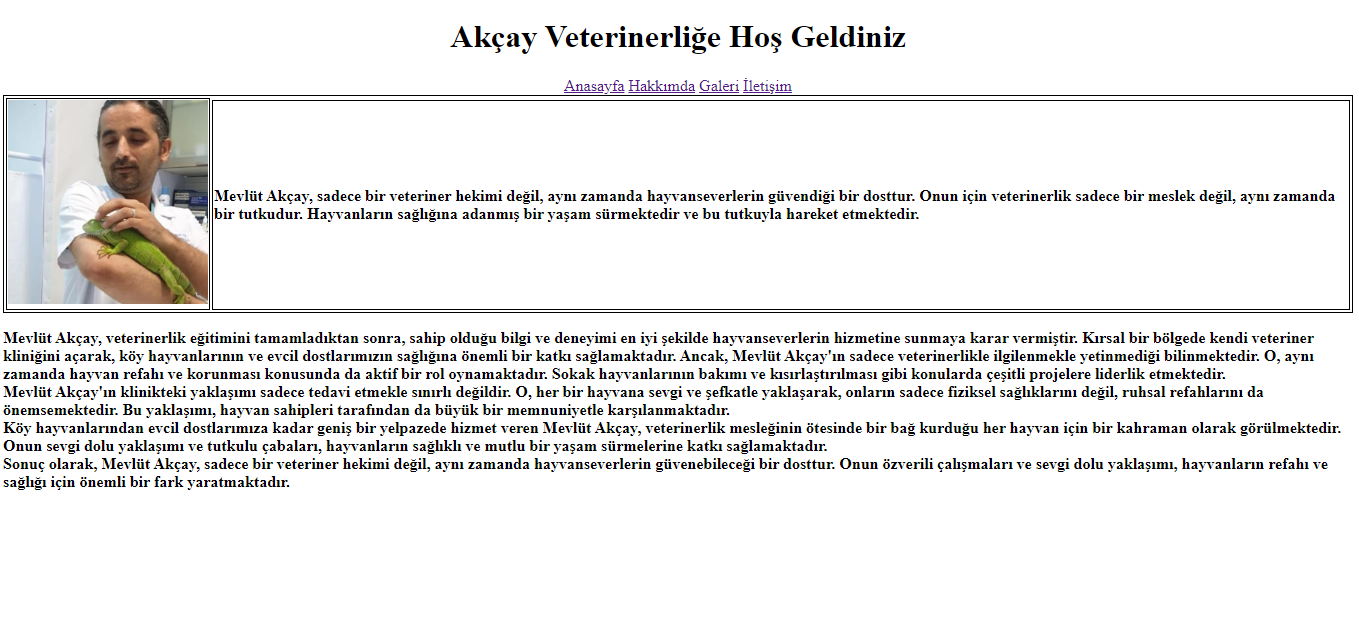 Akçay Veterinerliğe Hoş Geldiniz
Anasayfa Hakkımda Galeri İletişim
Mevlüt Akçay, sadece bir veteriner hekimi değil, aynı zamanda hayvanseverlerin güvendiği bir dosttur. Onun için veterinerlik sadece bir meslek değil, aynı zamanda
bir tutkudur. Hayvanların sağlığına adanmış bir yaşam sürmektedir ve bu tutkuyla hareket etmektedir.
Mevlüt Akçay, veterinerlik eğitimini tamamladıktan sonra, sahip olduğu bilgi ve deneyimi en iyi şekilde hayvanseverlerin hizmetine sunmaya karar vermiştir. Kırsal bir bölgede kendi veteriner
kliniğini açarak, köy hayvanlarının ve evcil dostlarımızın sağlığına önemli bir katkı sağlamaktadır. Ancak, Mevlüt Akçay'ın sadece veterinerlikle ilgilenmekle yetinmediği bilinmektedir. O, aynı
zamanda hayvan refahı ve korunması konusunda da aktif bir rol oynamaktadır. Sokak hayvanlarının bakımı ve kısırlaştırılması gibi konularda çeşitli projelere liderlik etmektedir.
Mevlüt Akçay'ın klinikteki yaklaşımı sadece tedavi etmekle sınırlı değildir. O, her bir hayvana sevgi ve şefkatle yaklaşarak, onların sadece fiziksel sağlıklarını değil, ruhsal refahlarını da
önemsemektedir. Bu yaklaşımı, hayvan sahipleri tarafından da büyük bir memnuniyetle karşılanmaktadır.
Köy hayvanlarından evcil dostlarımıza kadar geniş bir yelpazede hizmet veren Mevlüt Akçay, veterinerlik mesleğinin ötesinde bir bağ kurduğu her hayvan için bir kahraman olarak görülmektedir.
Onun sevgi dolu yaklaşımı ve tutkulu çabaları, hayvanların sağlıklı ve mutlu bir yaşam sürmelerine katkı sağlamaktadır.
Sonuç olarak, Mevlüt Akçay, sadece bir veteriner hekimi değil, aynı zamanda hayvanseverlerin güvenebileceği bir dosttur. Onun özverili çalışmaları ve sevgi dolu yaklaşımı, hayvanların refahı ve
sağlığı için önemli bir fark yaratmaktadır.